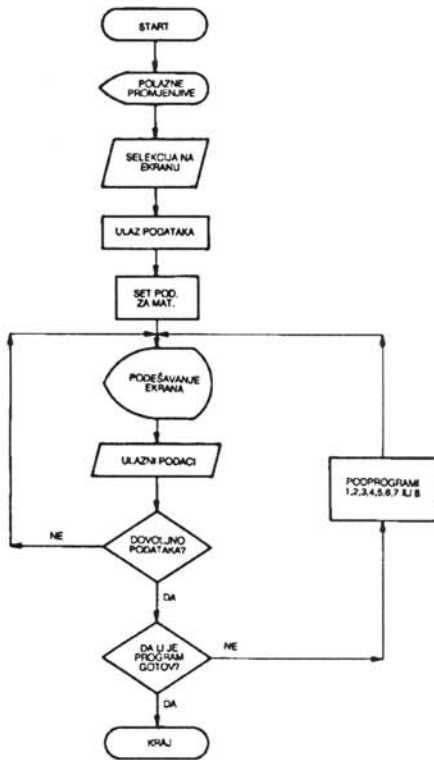 START
POLAZNE
PROMJENJIVE
SELEKCIJA NA
EKRANU
ULAZ PODATAKA
SET POD.
ZA MAT.
PODEŠAVANJE
EKRANA
ULAZNI PODACI
PODPROGRAMI
1,2,3,4,5,6,7 ILI 8
NE
DOVOLJNO
PODATAKA?
DA
DA LI JE
PROGRAM
GOTOV?
NE
DA
KRAJ